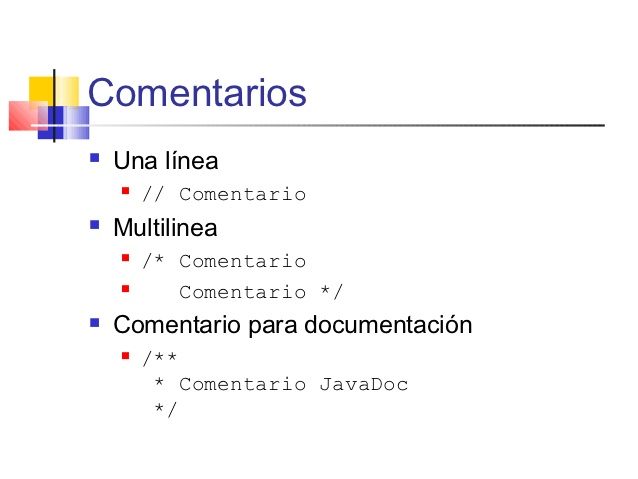 Comentarios
Una línea
// Comentario
Multilinea
/* Comentario
Comentario */
Comentario para documentación
/**
* Comentario JavaDoc
*/